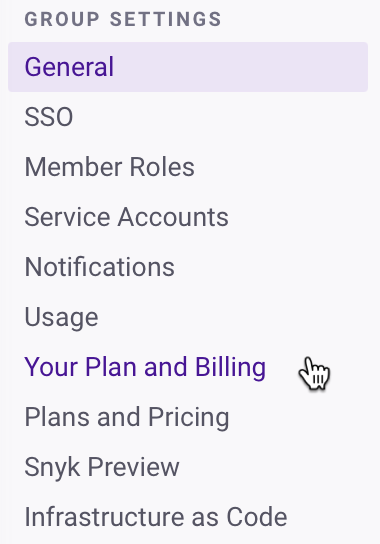 GROUP SETTINGS
General
SSO
Member Roles
Service Accounts
Notifications
Usage
Your Plan and Billing
Plans and Pricing
Snyk Preview
Infrastructure as Code